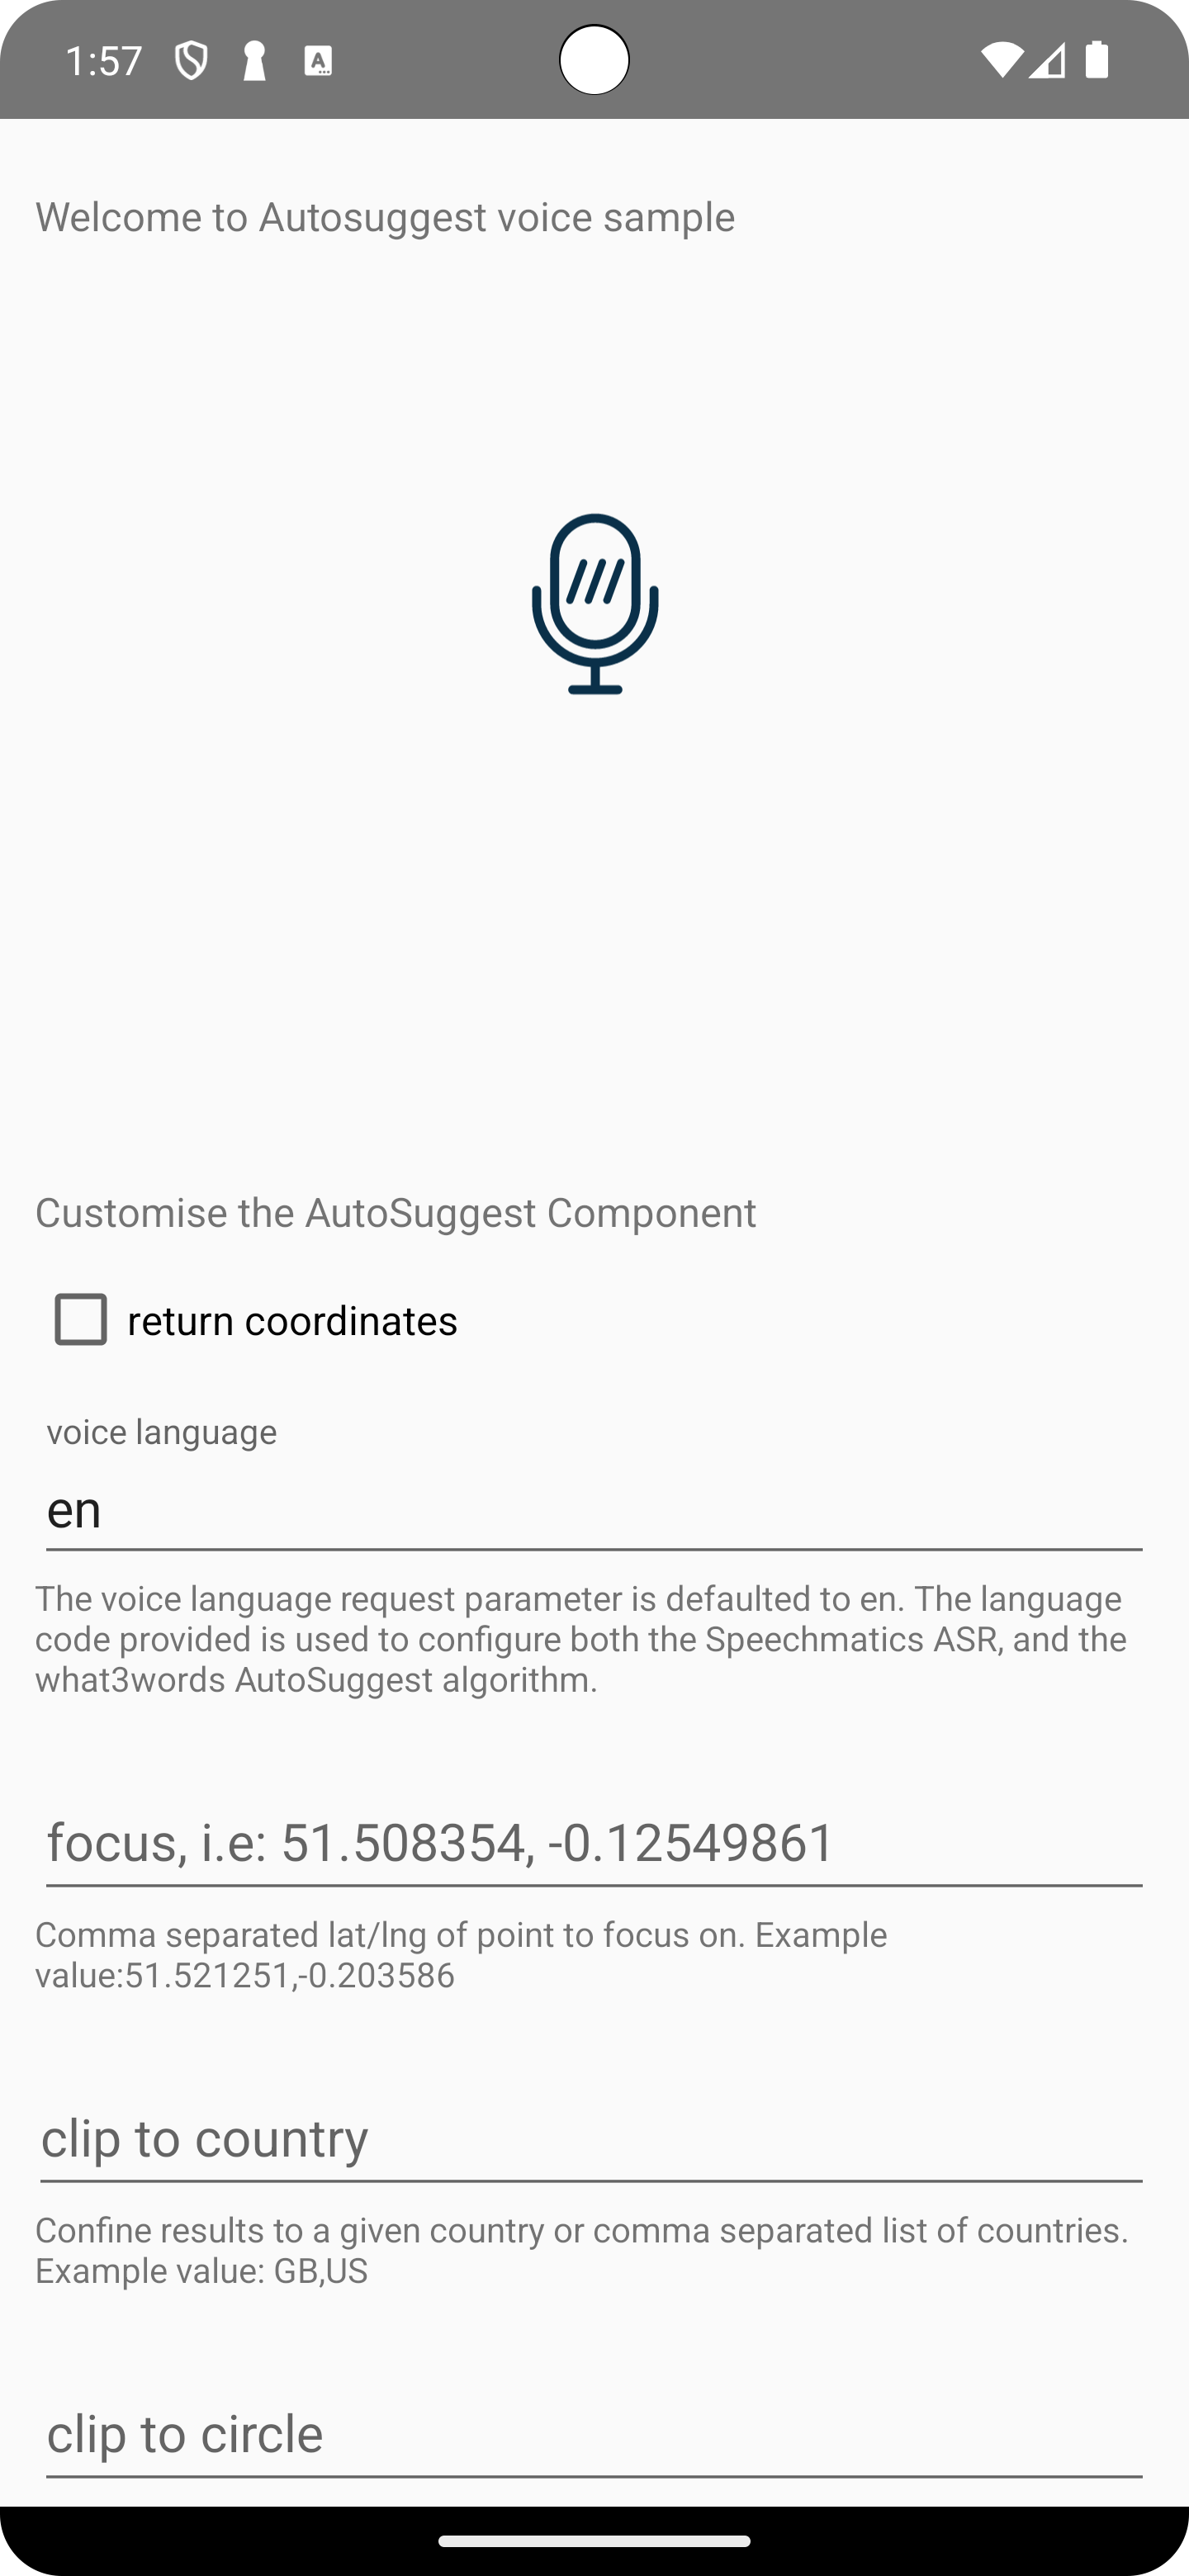 1:57
Welcome to Autosuggest voice sample
Customise the AutoSuggest Component
return coordinates
voice language
en
The voice language request parameter is defaulted to en. The language
code provided is used to configure both the Speechmatics ASR, and the
what3words AutoSuggest algorithm.
focus, i.e: 51.508354, -0.12549861
Comma separated lat/lng of point to focus on. Example
value:51.521251,-0.203586
clip to country
Confine results to a given country or comma separated list of countries.
Example value: GB,US
clip to circle